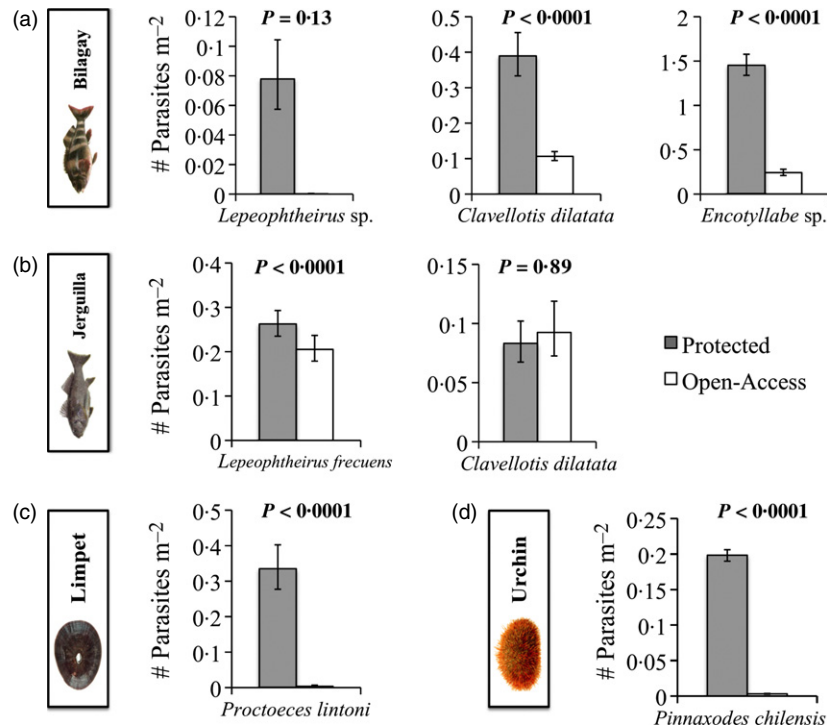 (a)
Bilagay
# Parasites m⁻²
P = 0·13
0·12
0·1
0·08
0·06
0·04
0·02
0
Lepeophtheirus sp.
P < 0·0001
0·5
0·4
0·3
0·2
0·1
0
Clavellotis dilatata
P < 0·0001
2
1·5
1
0·5
0
Encotyllabe sp.
(b)
Jerguilla
# Parasites m⁻²
P < 0·0001
0·4
0·3
0·2
0·1
0
Lepeophtheirus frecuens
P = 0·89
0·15
0·1
0·05
0
Clavellotis dilatata
Protected
Open-Access
(c)
Limpet
# Parasites m⁻²
P < 0·0001
0·5
0·4
0·3
0·2
0·1
0
Proctoeces lintoni
(d)
Urchin
# Parasites m⁻²
P < 0·0001
0·25
0·2
0·15
0·1
0·05
0
Pinnaxodes chilensis